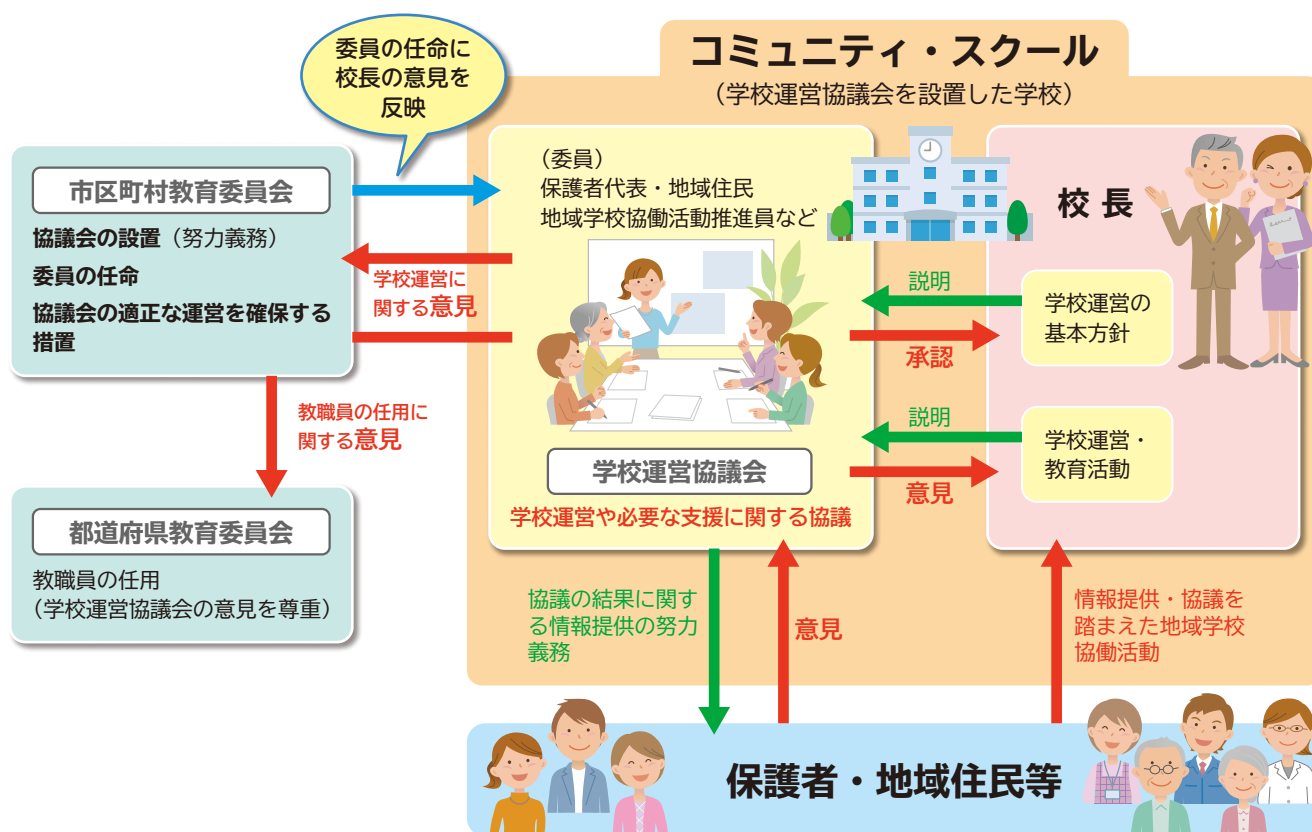 委員の任命に
校長の意見を
反映
コミュニティ・スクール
（学校運営協議会を設置した学校）
市区町村教育委員会
協議会の設置（努力義務）
委員の任命
協議会の適正な運営を確保する
措置
（委員）
保護者代表・地域住民
地域学校協働活動推進員など
学校運営に
関する意見
校長
説明
学校運営の
基本方針
承認
説明
学校運営・
教育活動
意見
学校運営協議会
学校運営や必要な支援に関する協議
教職員の任用に
関する意見
都道府県教育委員会
教職員の任用
（学校運営協議会の意見を尊重）
協議の結果に関す
る情報提供の努力
義務
意見
情報提供・協議を
踏まえた地域学校
協働活動
保護者・地域住民等